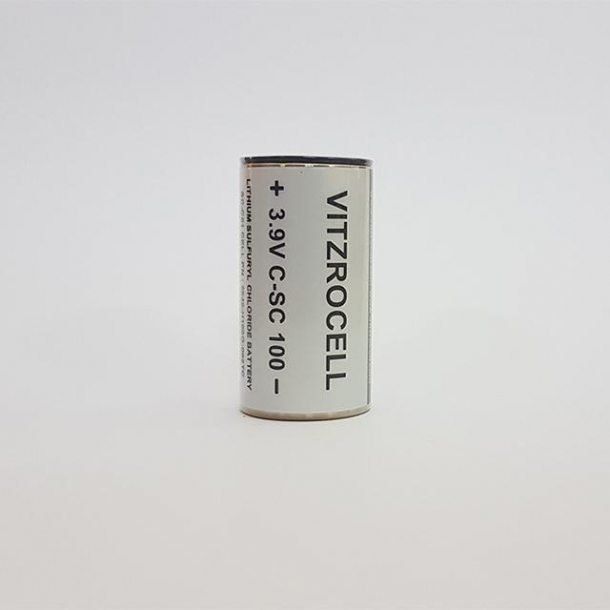 VITZROCELL
+ 3.9V C-SC 100 −
LITHIUM SULFURYL CHLORIDE BATTERY